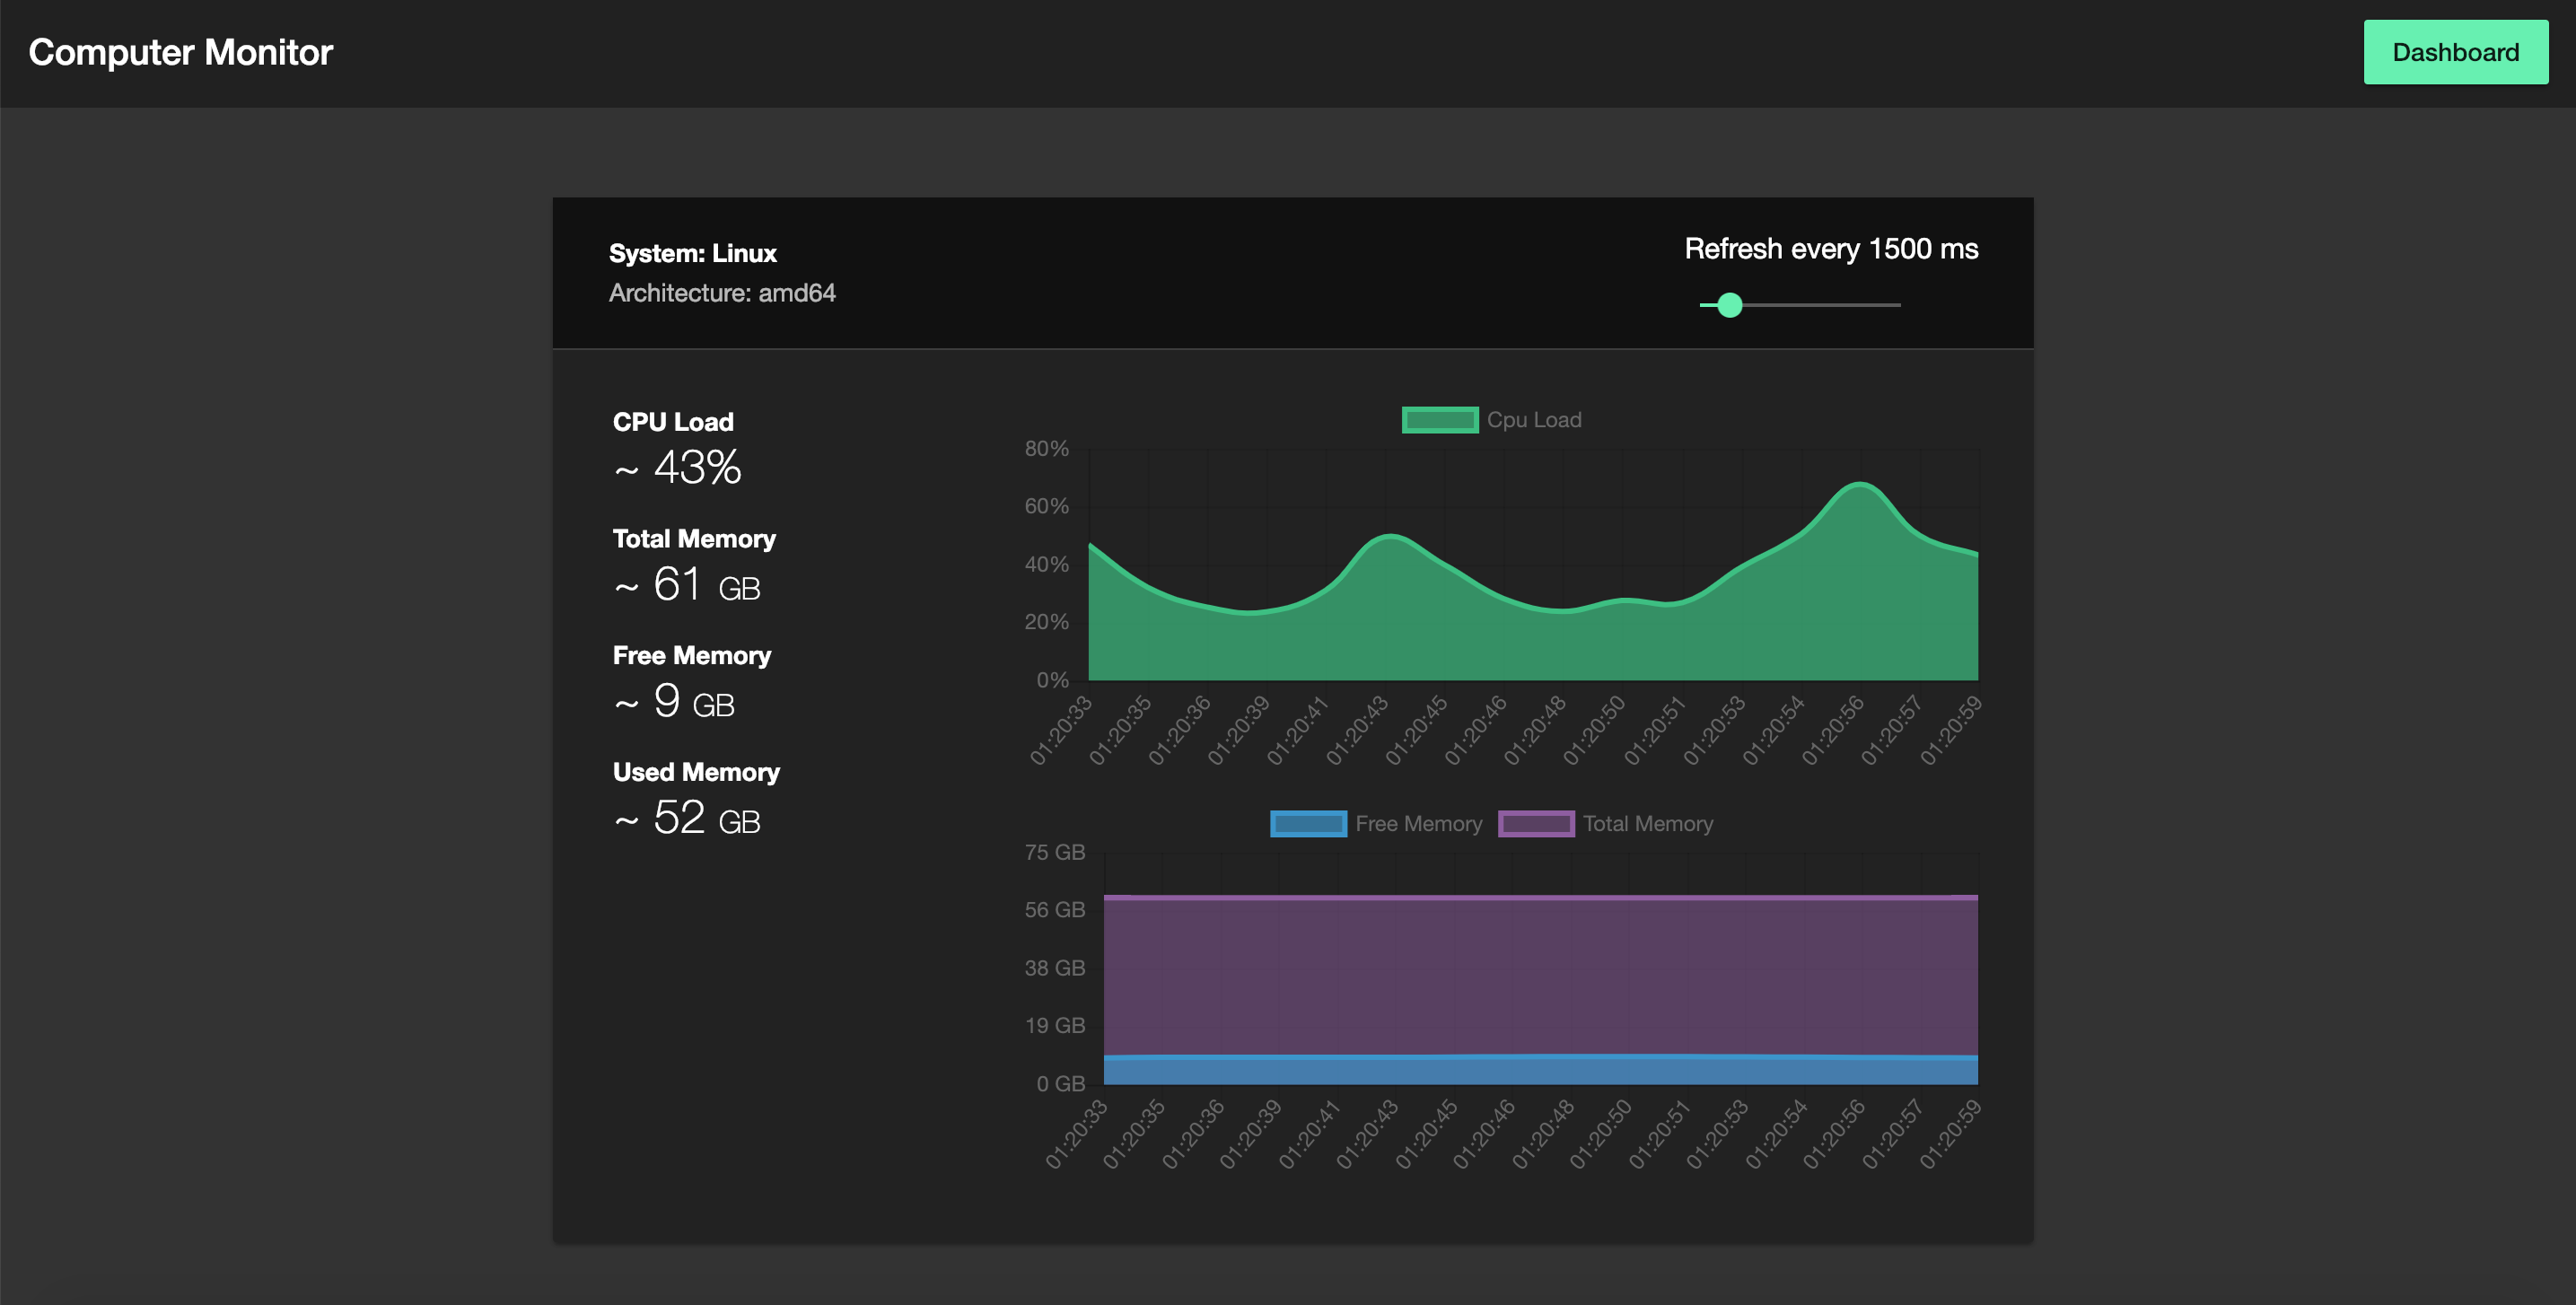 Computer Monitor
Dashboard
System: Linux
Architecture: amd64
Refresh every 1500 ms
CPU Load
~ 43%
Total Memory
~ 61 GB
Free Memory
~ 9 GB
Used Memory
~ 52 GB
Cpu Load
80%
60%
40%
20%
0%
01:20:33
01:20:35
01:20:36
01:20:39
01:20:41
01:20:43
01:20:45
01:20:46
01:20:48
01:20:50
01:20:51
01:20:53
01:20:54
01:20:56
01:20:57
01:20:59
Free Memory Total Memory
75 GB
56 GB
38 GB
19 GB
0 GB
01:20:33
01:20:35
01:20:36
01:20:39
01:20:41
01:20:43
01:20:45
01:20:46
01:20:48
01:20:50
01:20:51
01:20:53
01:20:54
01:20:56
01:20:57
01:20:59